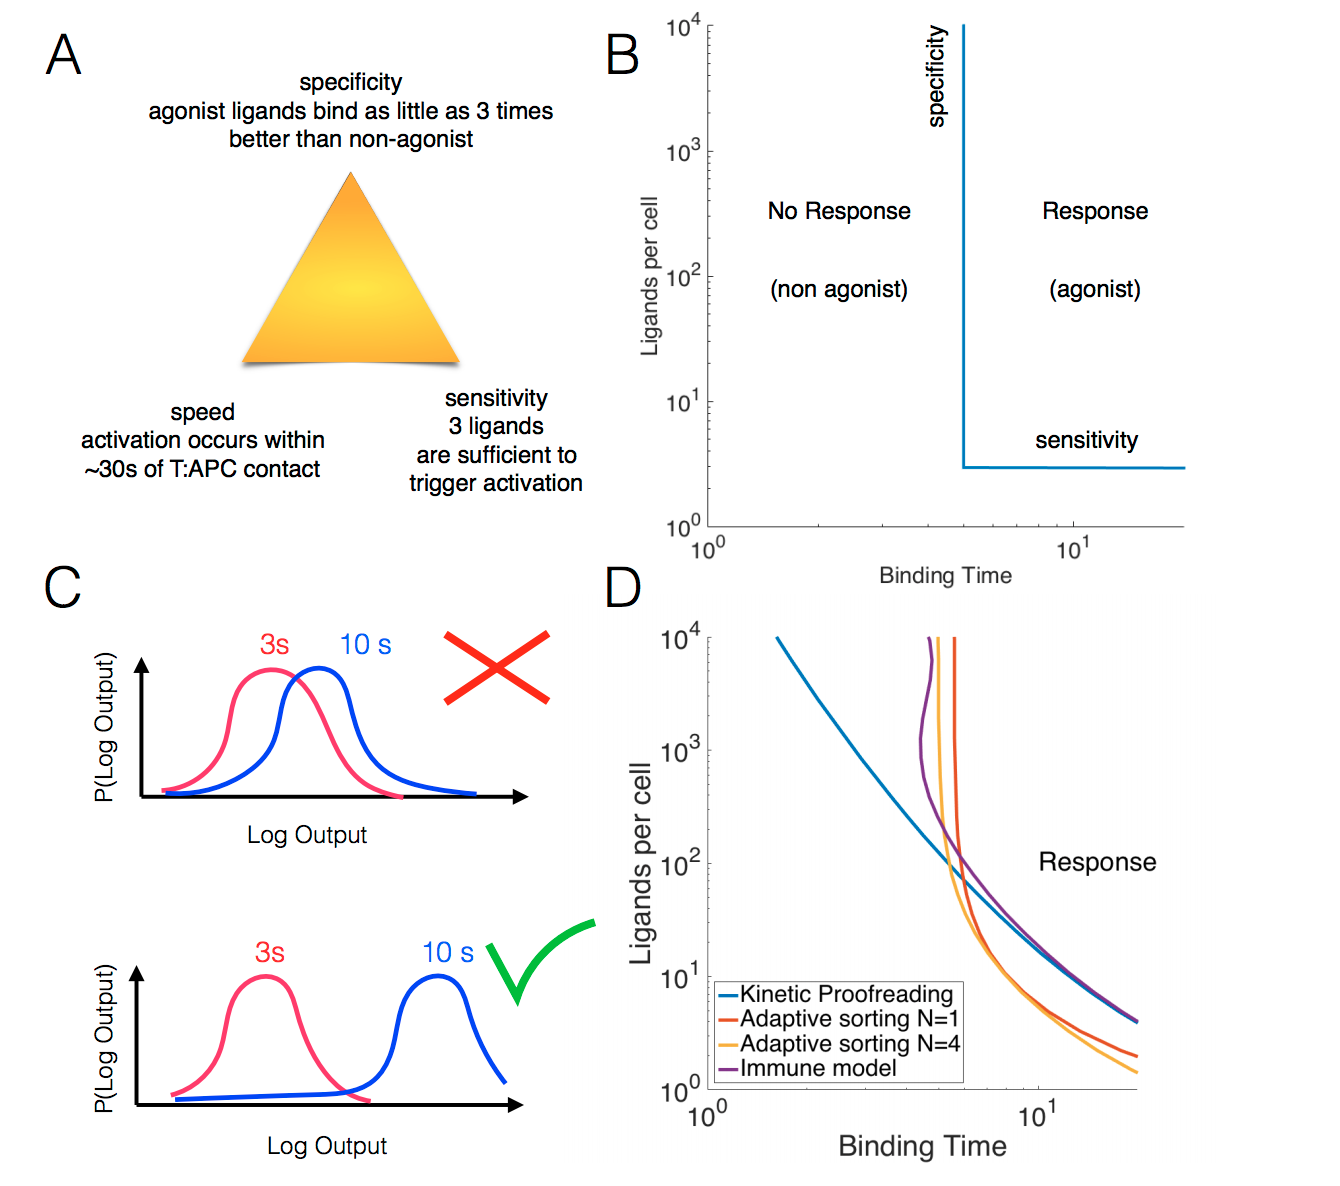 A
specificity
agonist ligands bind as little as 3 times
better than non-agonist
speed
activation occurs within
~30s of T:APC contact
sensitivity
3 ligands
are sufficient to
trigger activation
B
10^4
10^3
10^2
10^1
10^0
Ligands per cell
specificity
No Response
(non agonist)
Response
(agonist)
sensitivity
10^0
10^1
Binding Time
C
3s
10 s
P(Log Output)
Log Output
3s
10 s
P(Log Output)
Log Output
D
10^4
10^3
10^2
10^1
10^0
Ligands per cell
Response
Kinetic Proofreading
Adaptive sorting N=1
Adaptive sorting N=4
Immune model
10^0
10^1
Binding Time